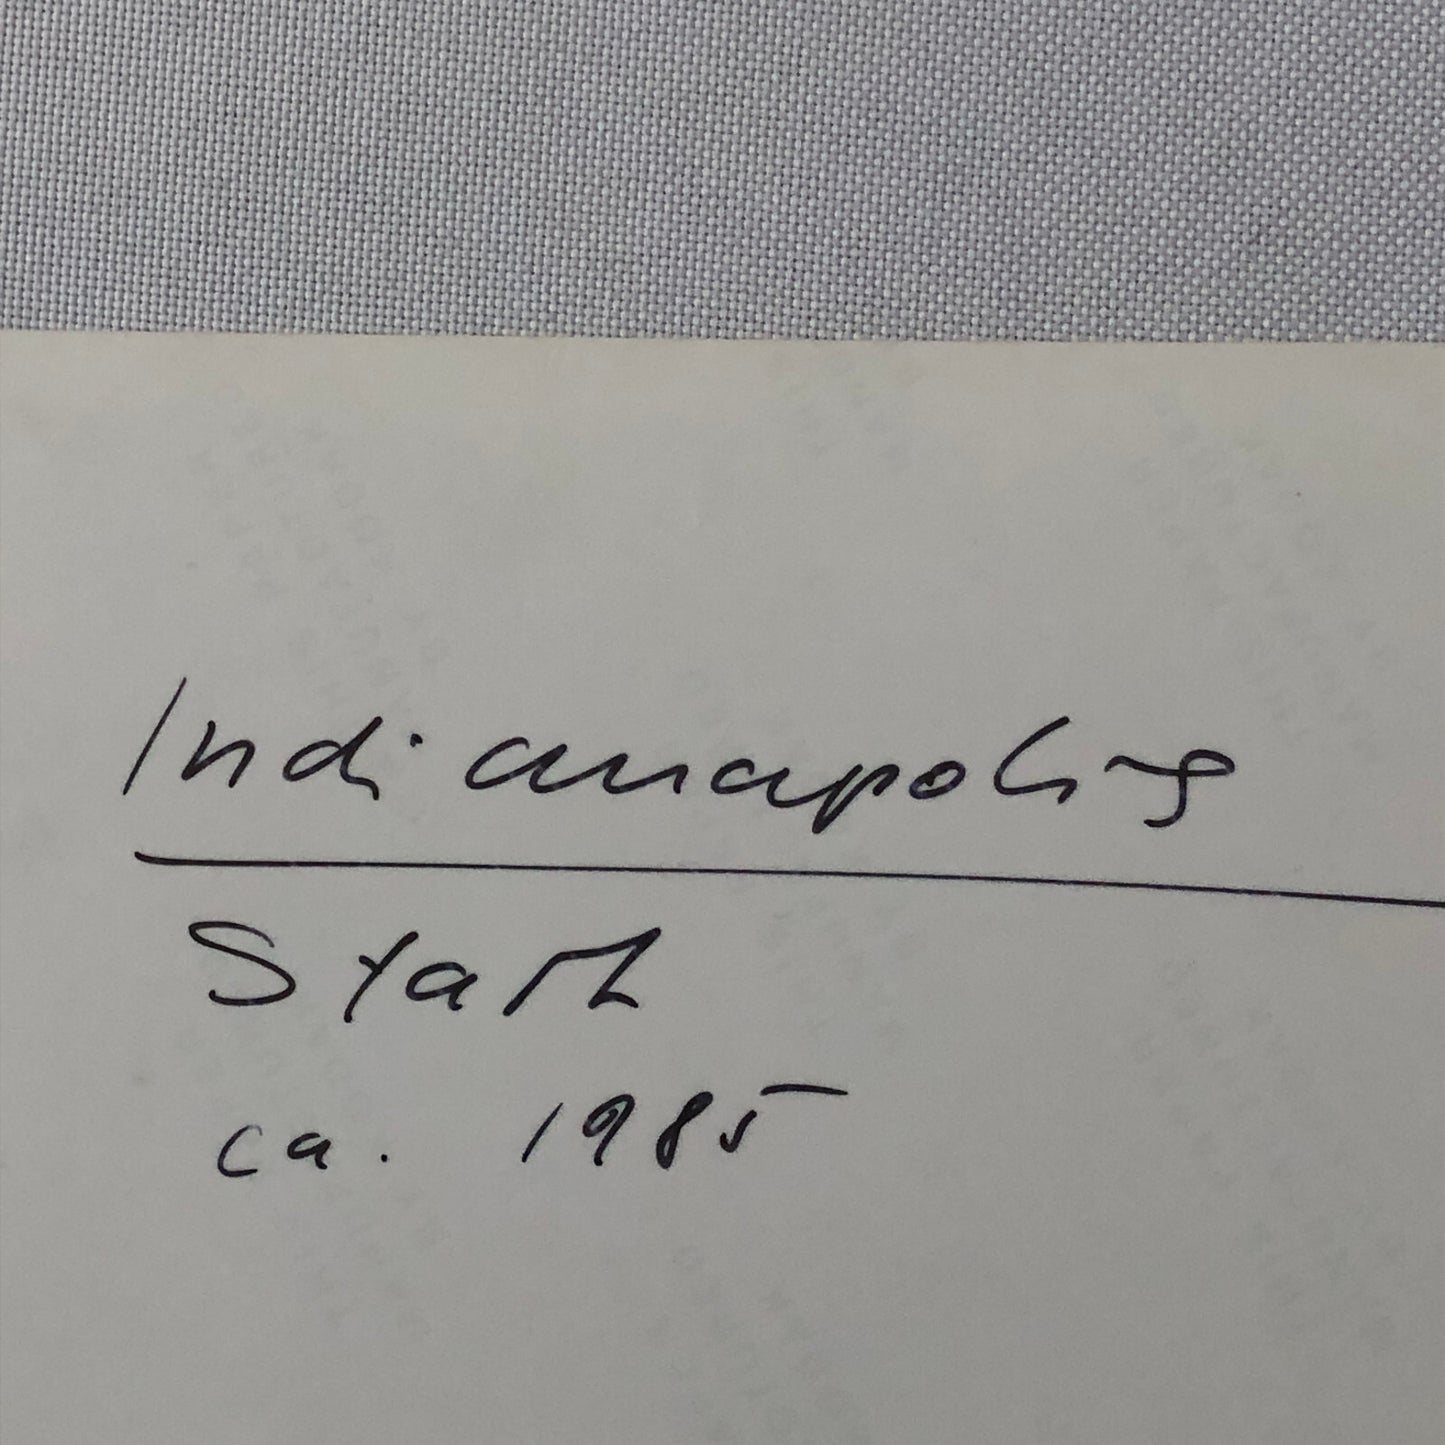 Indianapolis
Start
ca. 1985